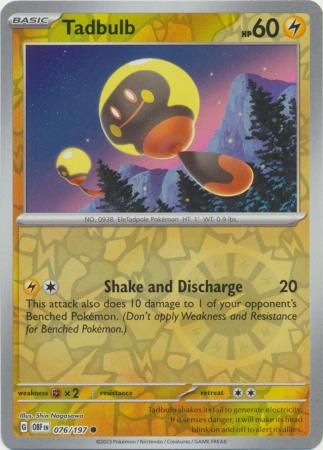 BASIC
Tadbulb
HP 60
NO. 0938 EleTadpole Pokémon HT: 1' WT: 0.9 lbs.
Shake and Discharge 20
This attack also does 10 damage to 1 of your opponent's
Benched Pokémon. (Don't apply Weakness and Resistance
for Benched Pokémon.)
weakness ×2 resistance retreat
Illus. Shin Nagasawa
G OBF EN 076/197
Tadbulb shakes its tail to generate electricity.
If it senses danger, it will make its head
blink on and off to alert its allies.
©2023 Pokémon / Nintendo / Creatures / GAME FREAK